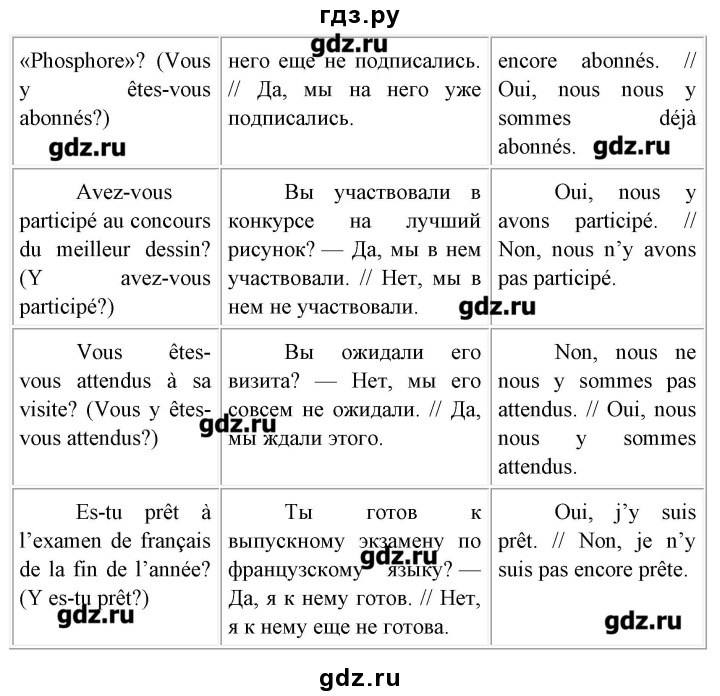 гдз.ру
«Phosphore»? (Vous
y êtes-vous
abonnés?)
него еще не подписались.
// Да, мы на него уже
подписались.
encore abonnés. //
Oui, nous nous y
sommes déjà
abonnés.
gdz.ru
gdz.ru
gdz.ru
Avez-vous
participé au concours
du meilleur dessin?
(Y avez-vous
participé?)
Вы участвовали в
конкурсе на лучший
рисунок? — Да, мы в нем
участвовали. // Нет, мы в
нем не участвовали.
Oui, nous y
avons participé. //
Non, nous n’y avons
pas participé.
gdz.ru
Vous êtes-
vous attendus à sa
visite? (Vous y êtes-
vous attendus?)
Вы ожидали его
визита? — Нет, мы его
совсем не ожидали. // Да,
мы ждали этого.
Non, nous ne
nous y sommes pas
attendus. // Oui, nous
nous y sommes
attendus.
gdz.ru
Es-tu prêt à
l’examen de français
de la fin de l’année?
(Y es-tu prêt?)
Ты готов к
выпускному экзамену по
французскому языку? —
Да, я к нему готов. // Нет,
я к нему еще не готова.
Oui, j’y suis
prêt. // Non, je n’y
suis pas encore prête.
gdz.ru
gdz.ru
gdz.ru
gdz.ru